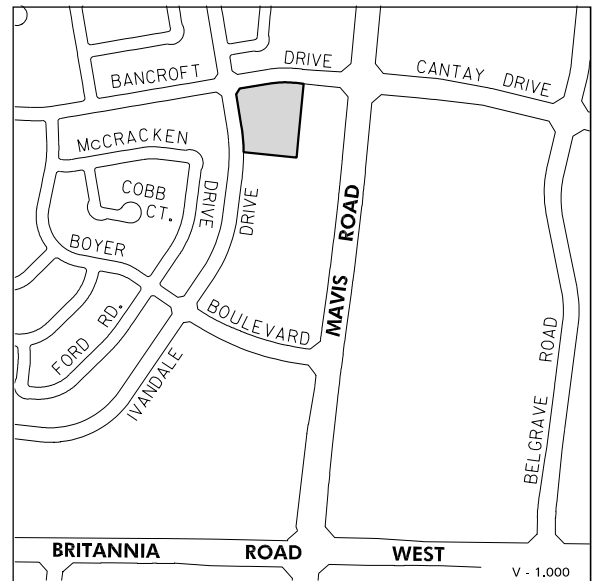 DRIVE
BANCROFT
CANTAY DRIVE
McCRACKEN
COBB
CT.
DRIVE
DRIVE
MAVIS ROAD
BOYER
BOULEVARD
FORD RD.
IVANDALE
BELGRAVE ROAD
BRITANNIA ROAD WEST
V - 1.000